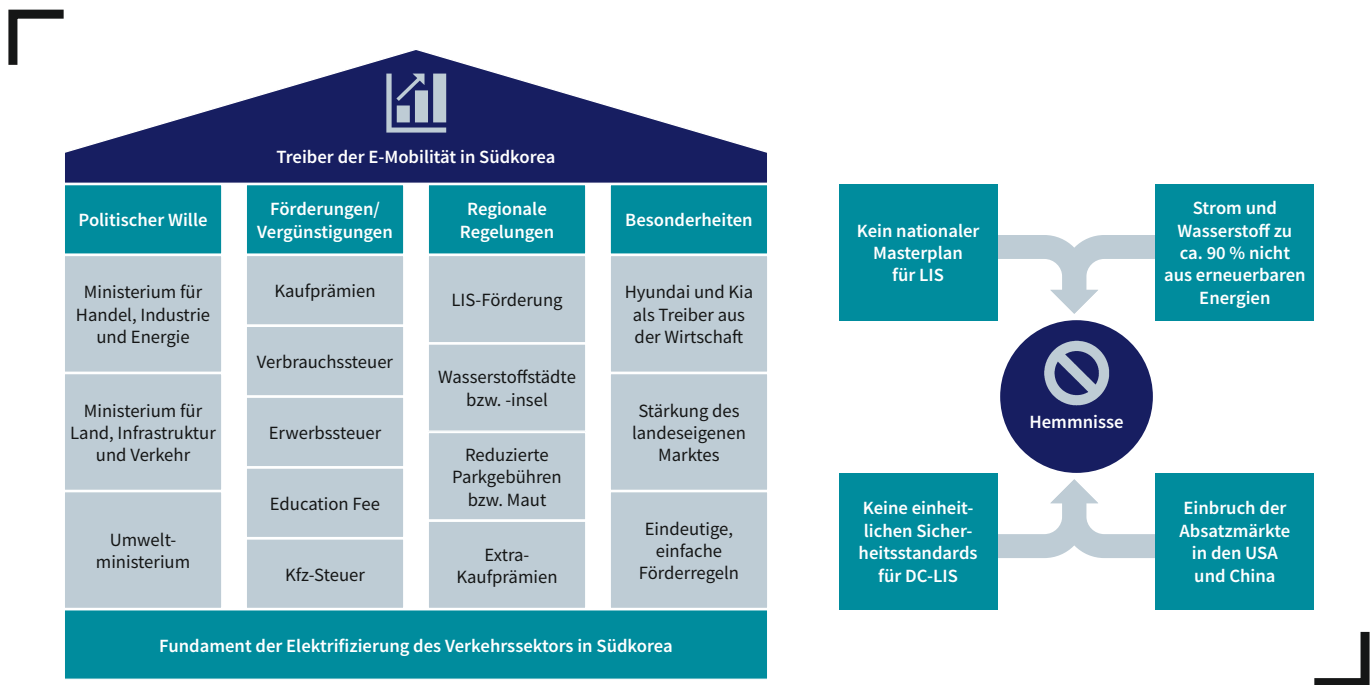 Treiber der E-Mobilität in Südkorea
Politischer Wille
Ministerium für
Handel, Industrie
und Energie
Ministerium für
Land, Infrastruktur
und Verkehr
Umwelt-
ministerium
Förderungen/
Vergünstigungen
Kaufprämien
Verbrauchssteuer
Erwerbssteuer
Education Fee
Kfz-Steuer
Regionale
Regelungen
LIS-Förderung
Wasserstoffstädte
bzw. -insel
Reduzierte
Parkgebühren
bzw. Maut
Extra-
Kaufprämien
Besonderheiten
Hyundai und Kia
als Treiber aus
der Wirtschaft
Stärkung des
landeseigenen
Marktes
Eindeutige,
einfache
Förderregeln
Fundament der Elektrifizierung des Verkehrssektors in Südkorea
Kein nationaler
Masterplan
für LIS
Strom und
Wasserstoff zu
ca. 90 % nicht
aus erneuerbaren
Energien
Hemmnisse
Keine einheit-
lichen Sicher-
heitsstandards
für DC-LIS
Einbruch der
Absatzmärkte
in den USA
und China